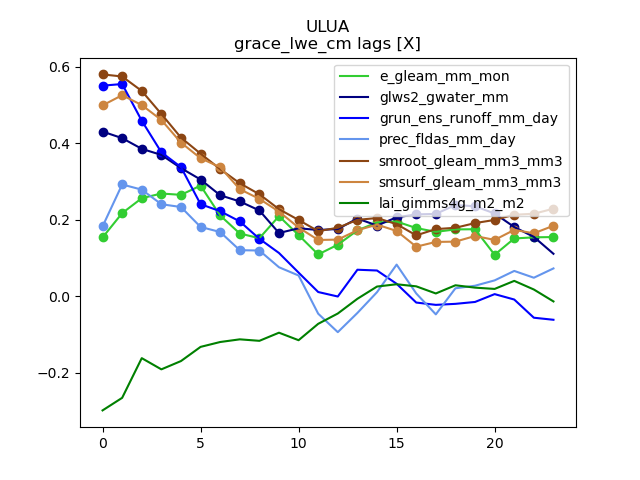 ULUA
grace_lwe_cm lags [X]
0.6
0.4
0.2
0.0
−0.2
0
5
10
15
20
e_gleam_mm_mon
glws2_gwater_mm
grun_ens_runoff_mm_day
prec_fldas_mm_day
smroot_gleam_mm3_mm3
smsurf_gleam_mm3_mm3
lai_gimms4g_m2_m2